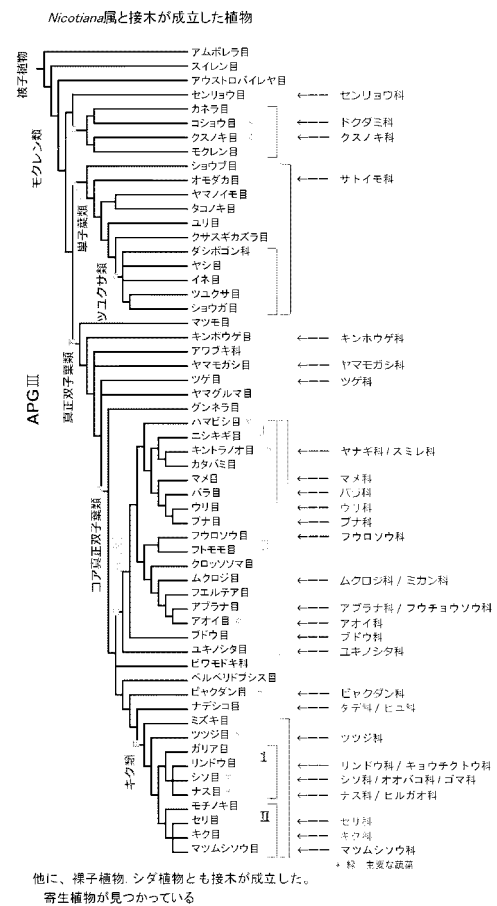 Nicotiana属と接木が成立した植物
アムボレラ目
スイレン目
アウストロバイレヤ目
センリョウ目 ←── センリョウ科
カネラ目
コショウ目 ←── ドクダミ科
クスノキ目 ←── クスノキ科
モクレン目
ショウブ目
オモダカ目 ←── サトイモ科
ヤマノイモ目
タコノキ目
ユリ目
クサスギカズラ目
ダシポゴン科
ヤシ目
イネ目
ツユクサ目
ショウガ目
マツモ目
キンポウゲ目 ←── キンポウゲ科
アワブキ科
ヤマモガシ目 ←── ヤマモガシ科
ツゲ目 ←── ツゲ科
ヤマグルマ目
グンネラ目
ハマビシ目
ニシキギ目
キントラノオ目 ←── ヤナギ科 / スミレ科
カタバミ目
マメ目 ←── マメ科
バラ目 ←── バラ科
ウリ目 ←── ウリ科
ブナ目 ←── ブナ科
フウロソウ目 ←── フウロソウ科
フトモモ目
クロッソソマ目
ムクロジ目 ←── ムクロジ科 / ミカン科
フエルテア目
アブラナ目 ←── アブラナ科 / フウチョウソウ科
アオイ目 ←── アオイ科
ブドウ目 ←── ブドウ科
ユキノシタ目 ←── ユキノシタ科
ビワモドキ科
ベルベリドプシス目
ビャクダン目 ←── ビャクダン科
ナデシコ目 ←── タデ科 / ヒユ科
ミズキ目
ツツジ目 ←── ツツジ科
ガリア目
リンドウ目 ←── リンドウ科 / キョウチクトウ科
シソ目 ←── シソ科 / オオバコ科 / ゴマ科
ナス目 ←── ナス科 / ヒルガオ科
モチノキ目
セリ目 ←── セリ科
キク目 ←── キク科
マツムシソウ目 ←── マツムシソウ科
I
II
被子植物
モクレン類
単子葉類
ツユクサ類
真正双子葉類
コア真正双子葉類
キク類
APG III
緑 主要な蔬菜
他に、裸子植物. シダ植物とも接木が成立した。
寄生植物が見つかっている